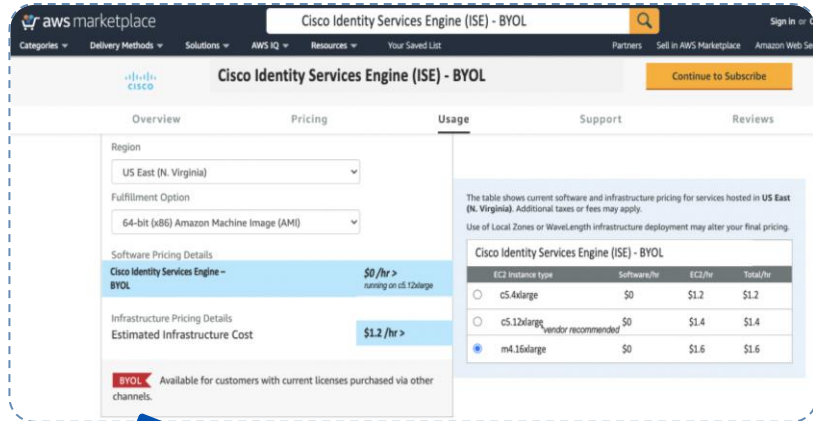 aws marketplace
Cisco Identity Services Engine (ISE) - BYOL
Sign in or
Categories
Delivery Methods
Solutions
AWS IQ
Resources
Your Saved List
Partners
Sell in AWS Marketplace
Amazon Web Se
CISCO
Cisco Identity Services Engine (ISE) - BYOL
Continue to Subscribe
Overview
Pricing
Usage
Support
Reviews
Region
US East (N. Virginia)
Fulfillment Option
64-bit (x86) Amazon Machine Image (AMI)
Software Pricing Details
Cisco Identity Services Engine –
BYOL
$0 /hr >
running on c5.12xlarge
Infrastructure Pricing Details
Estimated Infrastructure Cost
$1.2 /hr >
BYOL Available for customers with current licenses purchased via other
channels.
The table shows current software and infrastructure pricing for services hosted in US East
(N. Virginia). Additional taxes or fees may apply.
Use of Local Zones or WaveLength infrastructure deployment may alter your final pricing.
Cisco Identity Services Engine (ISE) - BYOL
EC2 Instance type Software/hr EC2/hr Total/hr
c5.4xlarge $0 $1.2 $1.2
c5.12xlarge vendor recommended $0 $1.4 $1.4
m4.16xlarge $0 $1.6 $1.6